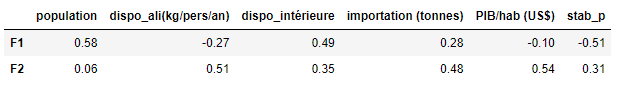 population dispo_ali(kg/pers/an) dispo_intérieure importation (tonnes) PIB/hab (US$) stab_p
F1 0.58 -0.27 0.49 0.28 -0.10 -0.51
F2 0.06 0.51 0.35 0.48 0.54 0.31